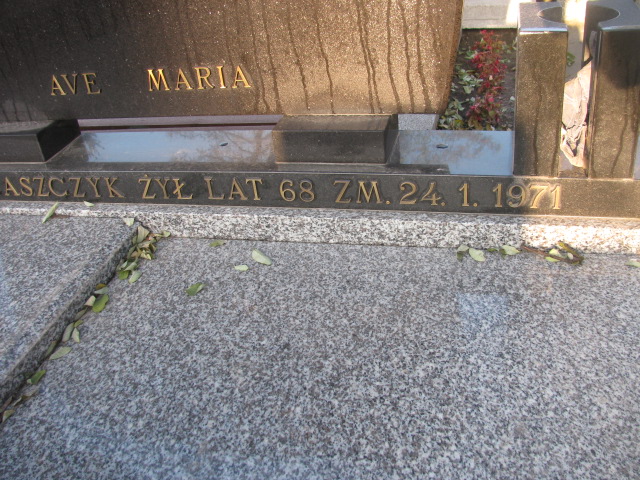 AVE MARIA
ASZCZYK ŻYŁ LAT 68 ZM. 24. 1. 1971